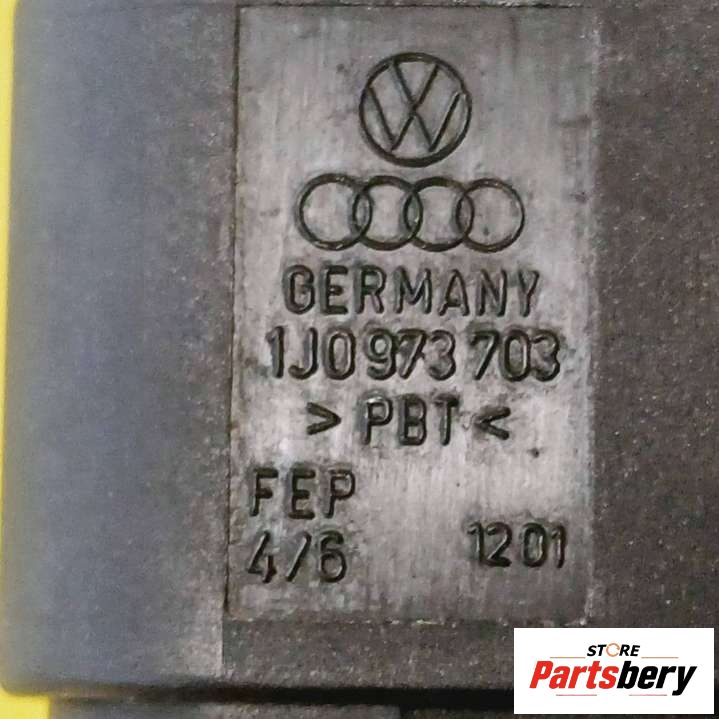 GERMANY
1J0 973 703
> PBT <
FEP
4/6 1201
STORE
Partsbery